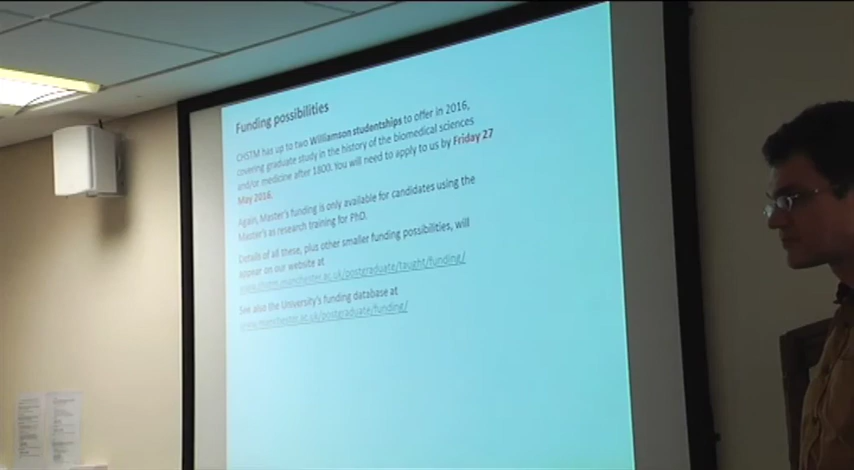 Funding possibilities
CHSTM has up to two Williamson studentships to offer in 2016,
covering graduate study in the history of the biomedical sciences
and/or medicine after 1800. You will need to apply to us by Friday 27
May 2016.
Again, Master's funding is only available for candidates using the
Master's as research training for PhD.
Details of all these, plus other smaller funding possibilities, will
appear on our website at
manchester.ac.uk/postgraduate/taught/funding/
See also the University's funding database at
www.manchester.ac.uk/postgraduate/funding/